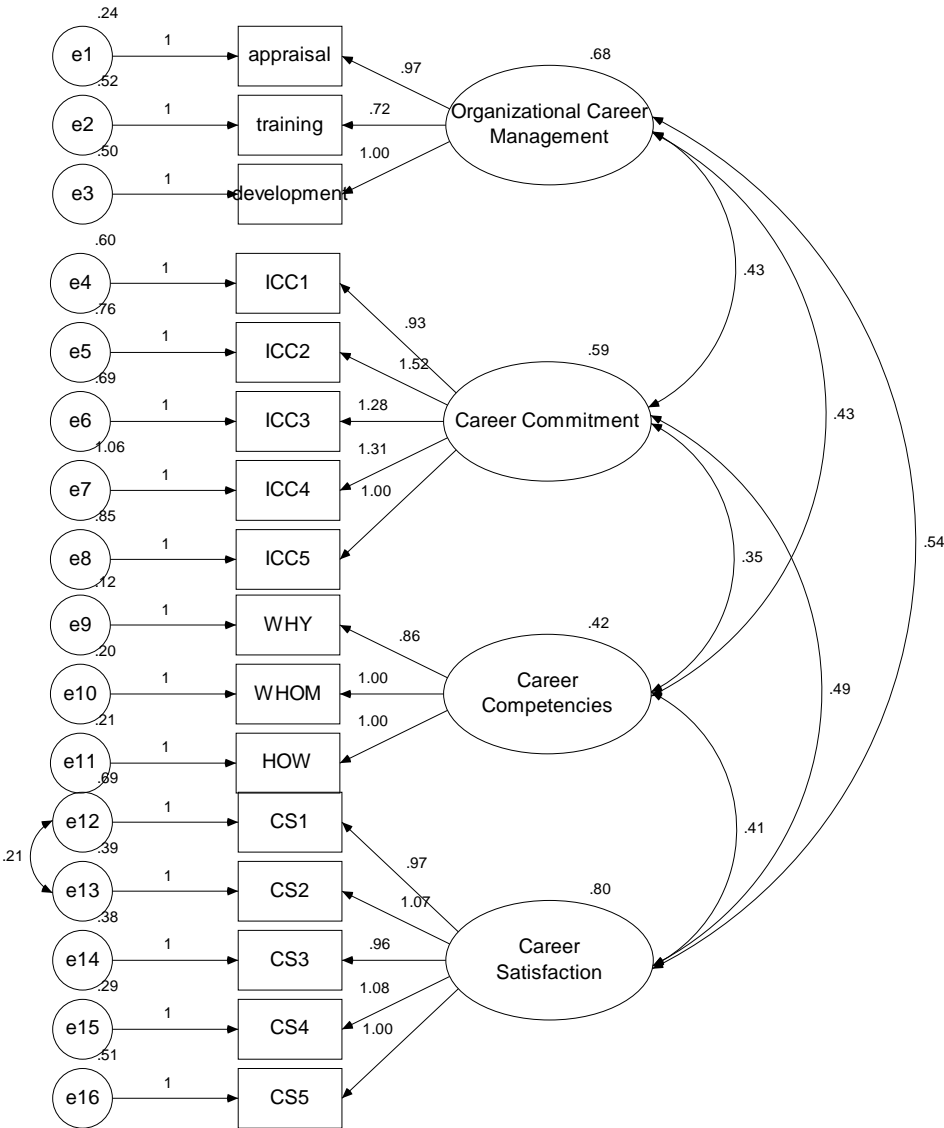 .24
e1
1
appraisal
.97
.68
.52
e2
1
training
.72
Organizational Career
Management
.50
e3
1
development
1.00
.60
e4
1
ICC1
.93
.43
.76
e5
1
ICC2
1.52
.59
.69
e6
1
ICC3
1.28
Career Commitment
.43
1.06
e7
1
ICC4
1.31
.85
e8
1
ICC5
1.00
.35
.54
.12
e9
1
WHY
.86
.42
.20
e10
1
WHOM
1.00
Career
Competencies
.49
.21
e11
1
HOW
1.00
.69
e12
1
CS1
.97
.41
.21
.39
e13
1
CS2
1.07
.80
.38
e14
1
CS3
.96
Career
Satisfaction
.29
e15
1
CS4
1.08
.51
e16
1
CS5
1.00